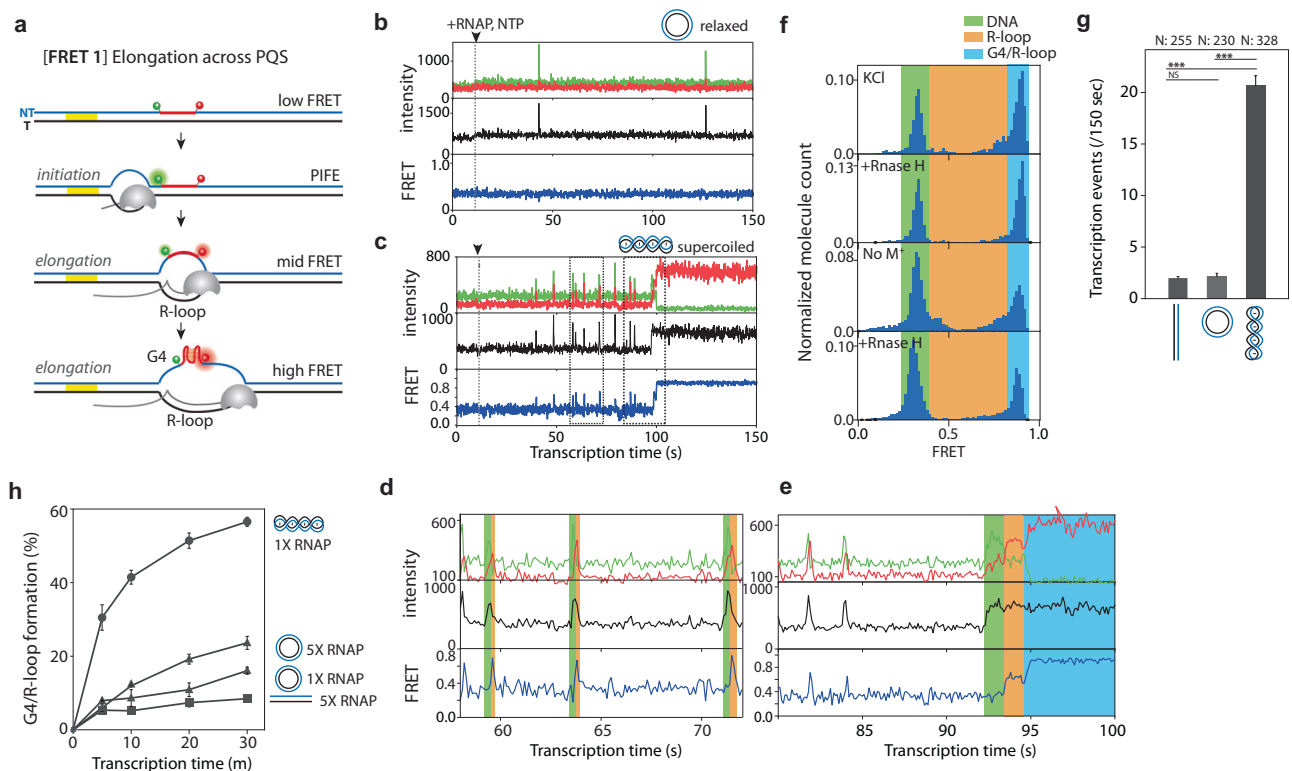 a
[FRET 1] Elongation across PQS
NT
T
low FRET
initiation
PIFE
elongation
mid FRET
R-loop
G4
elongation
high FRET
R-loop
b
+RNAP, NTP
relaxed
intensity
1000
0
1500
0
FRET
1.0
0.0
0 50 100 150
c
supercoiled
intensity
800
0
1000
0
FRET
0.8
0.4
0.0
0 50 100 150
Transcription time (s)
d
intensity
600
100
0
FRET
0.8
0.4
0.0
60 65 70
Transcription time (s)
e
600
100
1000
0
0.8
0.4
0.0
80 85 90 95 100
Transcription time (s)
f
DNA
R-loop
G4/R-loop
Normalized molecule count
0.10
KCl
0.0
0.13
+Rnase H
0.0
0.08
No M⁺
0.0
0.10
+Rnase H
0.0
0.0 0.5 1.0
FRET
g
N: 255 N: 230 N: 328
***
***
NS
Transcription events (/150 sec)
20
15
10
5
0
h
G4/R-loop formation (%)
60
40
20
0
0 10 20 30
Transcription time (m)
1X RNAP
5X RNAP
1X RNAP
5X RNAP